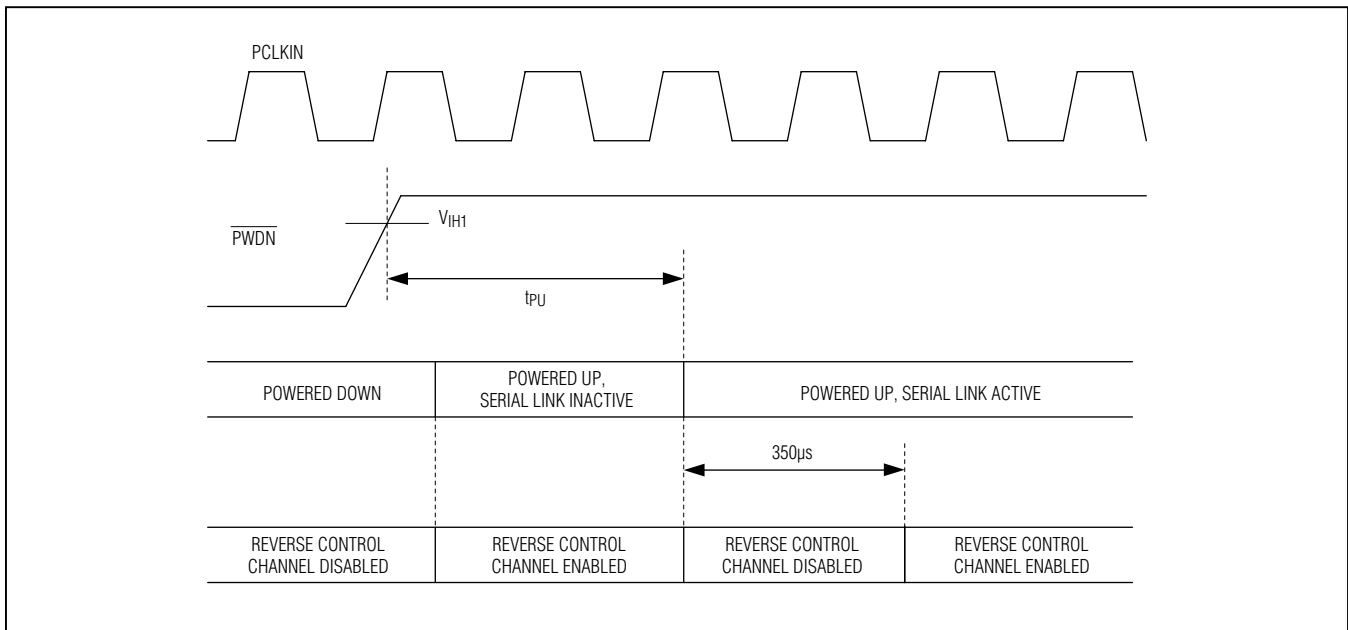 PCLKIN
VIH1
PWDN
tPU
POWERED DOWN
POWERED UP,
SERIAL LINK INACTIVE
POWERED UP, SERIAL LINK ACTIVE
350µs
REVERSE CONTROL
CHANNEL DISABLED
REVERSE CONTROL
CHANNEL ENABLED
REVERSE CONTROL
CHANNEL DISABLED
REVERSE CONTROL
CHANNEL ENABLED